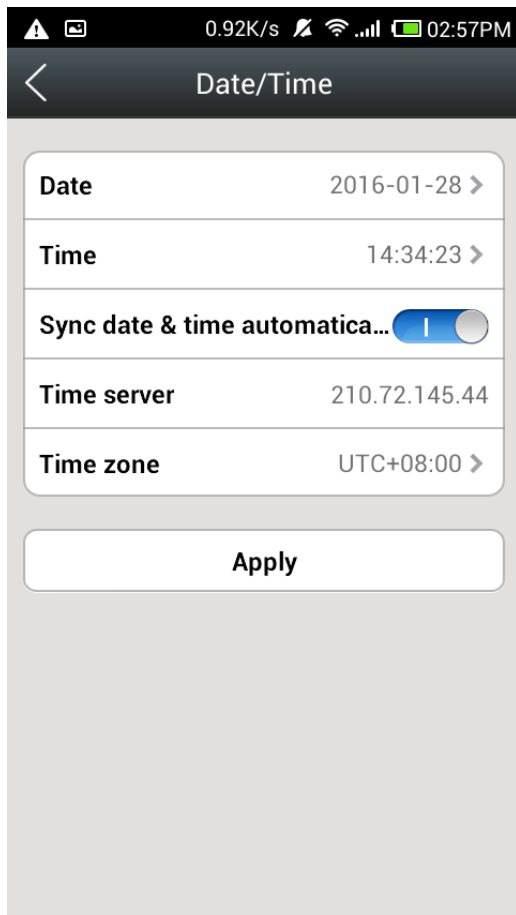 0.92K/s 02:57PM
Date/Time
Date 2016-01-28
Time 14:34:23
Sync date & time automatica...
Time server 210.72.145.44
Time zone UTC+08:00
Apply